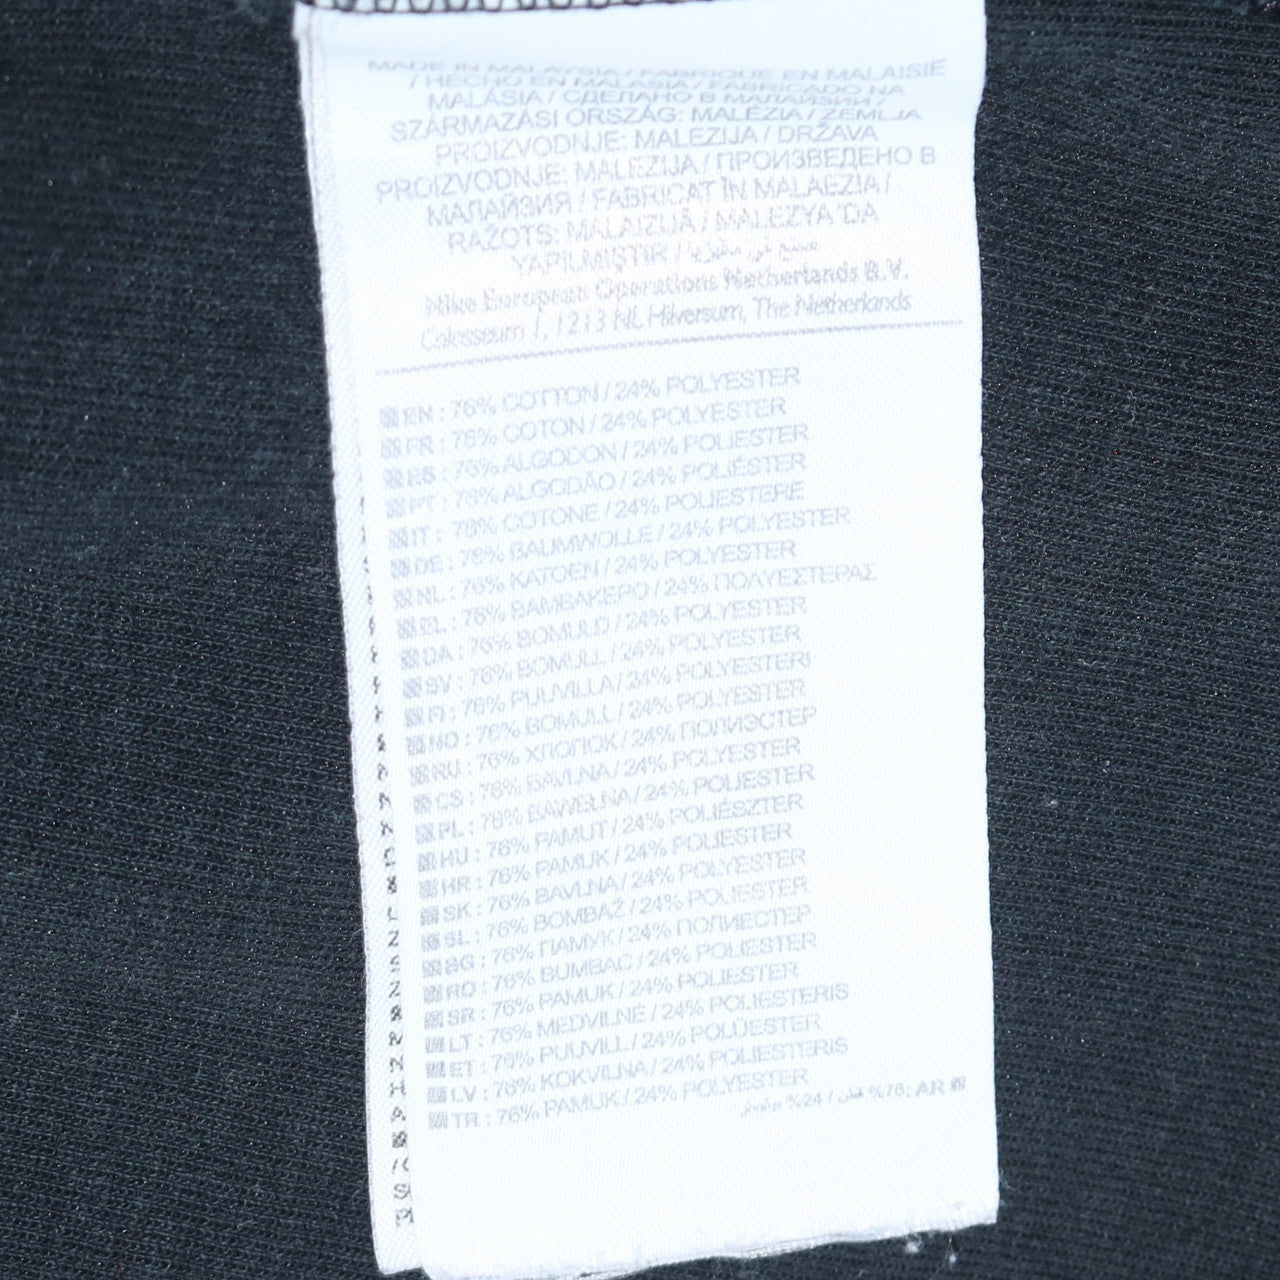 MADE IN MALAYSIA / FABRIQUE EN MALAISIE
/ HECHO EN MALASIA / FABRICADO NA
MALÁSIA / СДЕЛАНО В МАЛАЙЗИИ /
SZÁRMAZÁSI ORSZÁG: MALÉZIA / ZEMLJA
PROIZVODNJE: MALEZIJA / DRŽAVA
PROIZVODNJE: MALEZIJA / ПРОИЗВЕДЕНО В
МАЛАЙЗИЯ / FABRICAT ÎN MALAEZIA /
RAŽOTS: MALAIZIJĀ / MALEZYA'DA
YAPILMIŞTIR / صنع في ماليزيا
Nike European Operations Netherlands B.V.
Colosseum 1, 1213 NL Hilversum, The Netherlands
EN : 76% COTTON / 24% POLYESTER
FR : 76% COTON / 24% POLYESTER
ES : 76% ALGODON / 24% POLIESTER
PT : 76% ALGODÃO / 24% POLIÉSTER
IT : 76% COTONE / 24% POLIESTERE
DE : 76% BAUMWOLLE / 24% POLYESTER
NL : 76% KATOEN / 24% POLYESTER
EL : 76% ΒΑΜΒΑΚΕΡΟ / 24% ΠΟΛΥΕΣΤΕΡΑΣ
DA : 76% BOMULD / 24% POLYESTER
SV : 76% BOMULL / 24% POLYESTER
FI : 76% PUUVILLA / 24% POLYESTERI
NO : 76% BOMULL / 24% POLYESTER
RU : 76% ХЛОПОК / 24% ПОЛИЭСТЕР
CS : 76% BAVLNA / 24% POLYESTER
PL : 76% BAWEŁNA / 24% POLIESTER
HU : 76% PAMUT / 24% POLIÉSZTER
HR : 76% PAMUK / 24% POLIESTER
SK : 76% BAVLNA / 24% POLYESTER
SL : 76% BOMBAŽ / 24% POLIESTER
BG : 76% ПАМУК / 24% ПОЛИЕСТЕР
RO : 76% BUMBAC / 24% POLIESTER
SR : 76% PAMUK / 24% POLIESTER
LT : 76% MEDVILNĖ / 24% POLIESTERIS
ET : 76% PUUVILL / 24% POLÜESTER
LV : 76% KOKVILNA / 24% POLIESTERIS
TR : 76% PAMUK / 24% POLYESTER
AR :76% قطن / 24% بوليستر